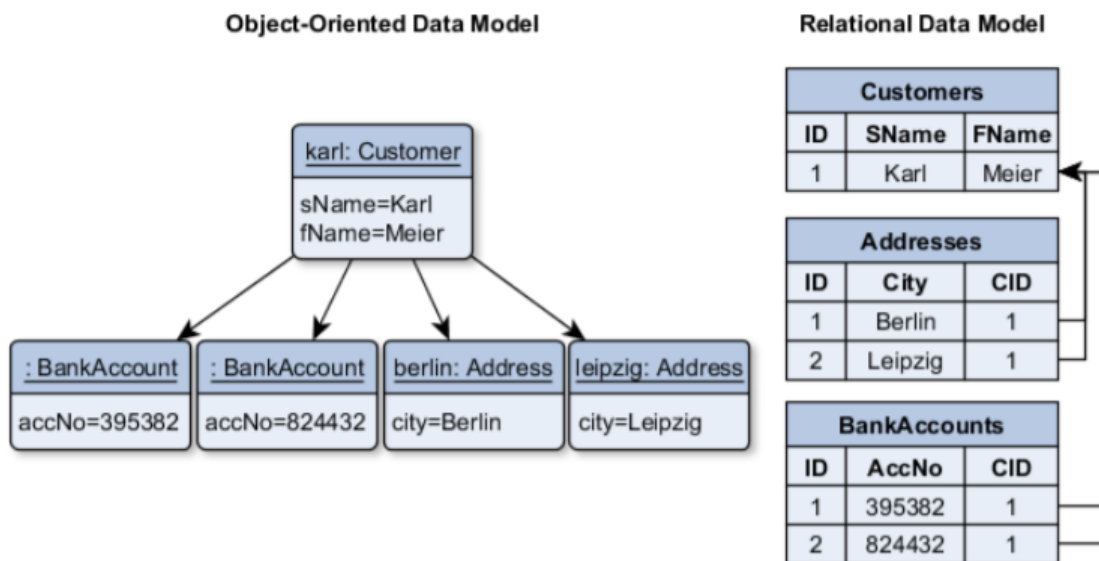 Object-Oriented Data Model
karl: Customer
sName=Karl
fName=Meier
: BankAccount
accNo=395382
: BankAccount
accNo=824432
berlin: Address
city=Berlin
leipzig: Address
city=Leipzig
Relational Data Model
Customers
ID SName FName
1 Karl Meier
Addresses
ID City CID
1 Berlin 1
2 Leipzig 1
BankAccounts
ID AccNo CID
1 395382 1
2 824432 1